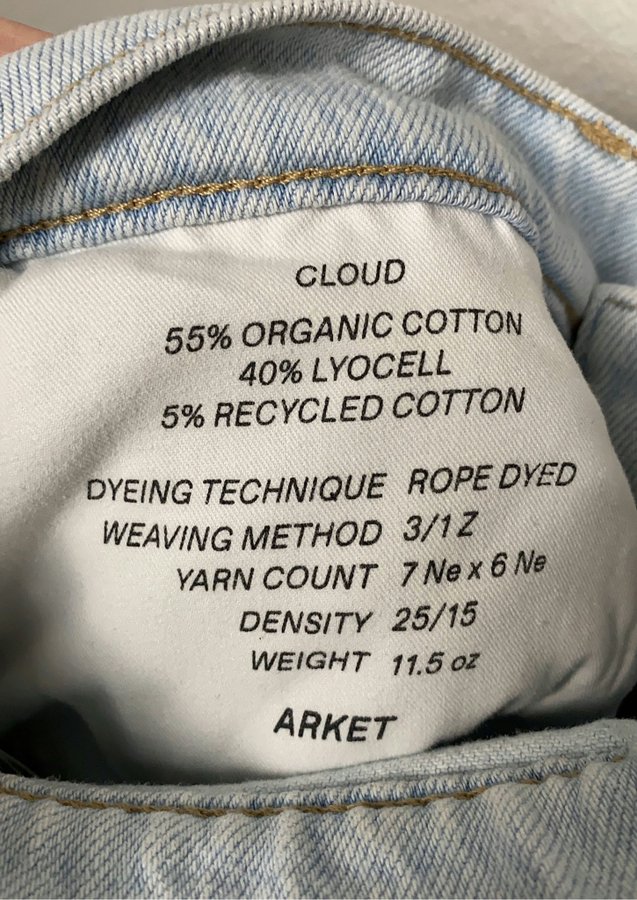 CLOUD
55% ORGANIC COTTON
40% LYOCELL
5% RECYCLED COTTON
DYEING TECHNIQUE ROPE DYED
WEAVING METHOD 3/1 Z
YARN COUNT 7 Ne x 6 Ne
DENSITY 25/15
WEIGHT 11.5 oz
ARKET